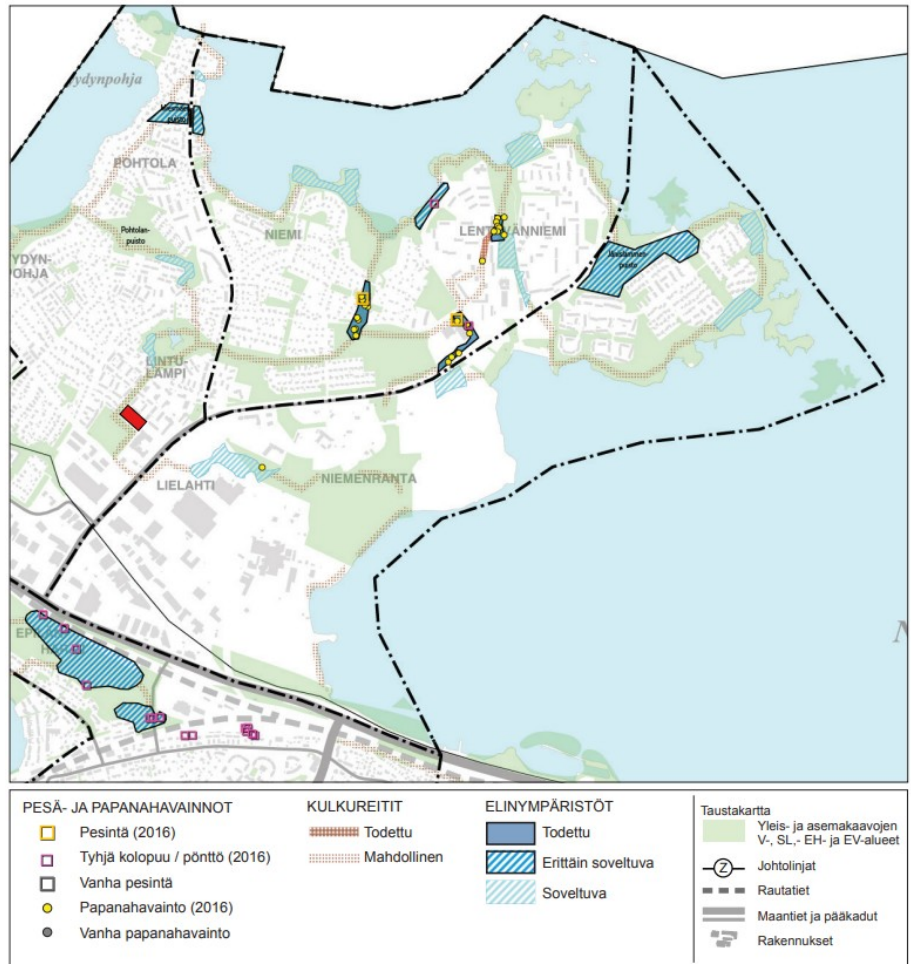 ydynpohja
puisto
POHTOLA
Pohtolan-
puisto
NIEMI
YDYN-
POHJA
LINTU-
LAMPI
LIELAHTI
NIEMENRANTA
N
PESÄ- JA PAPANAHAVAINNOT
Pesintä (2016)
Tyhjä kolopuu / pönttö (2016)
Vanha pesintä
Papanahavainto (2016)
Vanha papanahavainto
KULKUREITIT
Todettu
Mahdollinen
ELINYMPÄRISTÖT
Todettu
Erittäin soveltuva
Soveltuva
Taustakartta
Yleis- ja asemakaavojen
V-, SL,- EH- ja EV-alueet
Z
Johtolinjat
Rautatiet
Maantiet ja pääkadut
Rakennukset